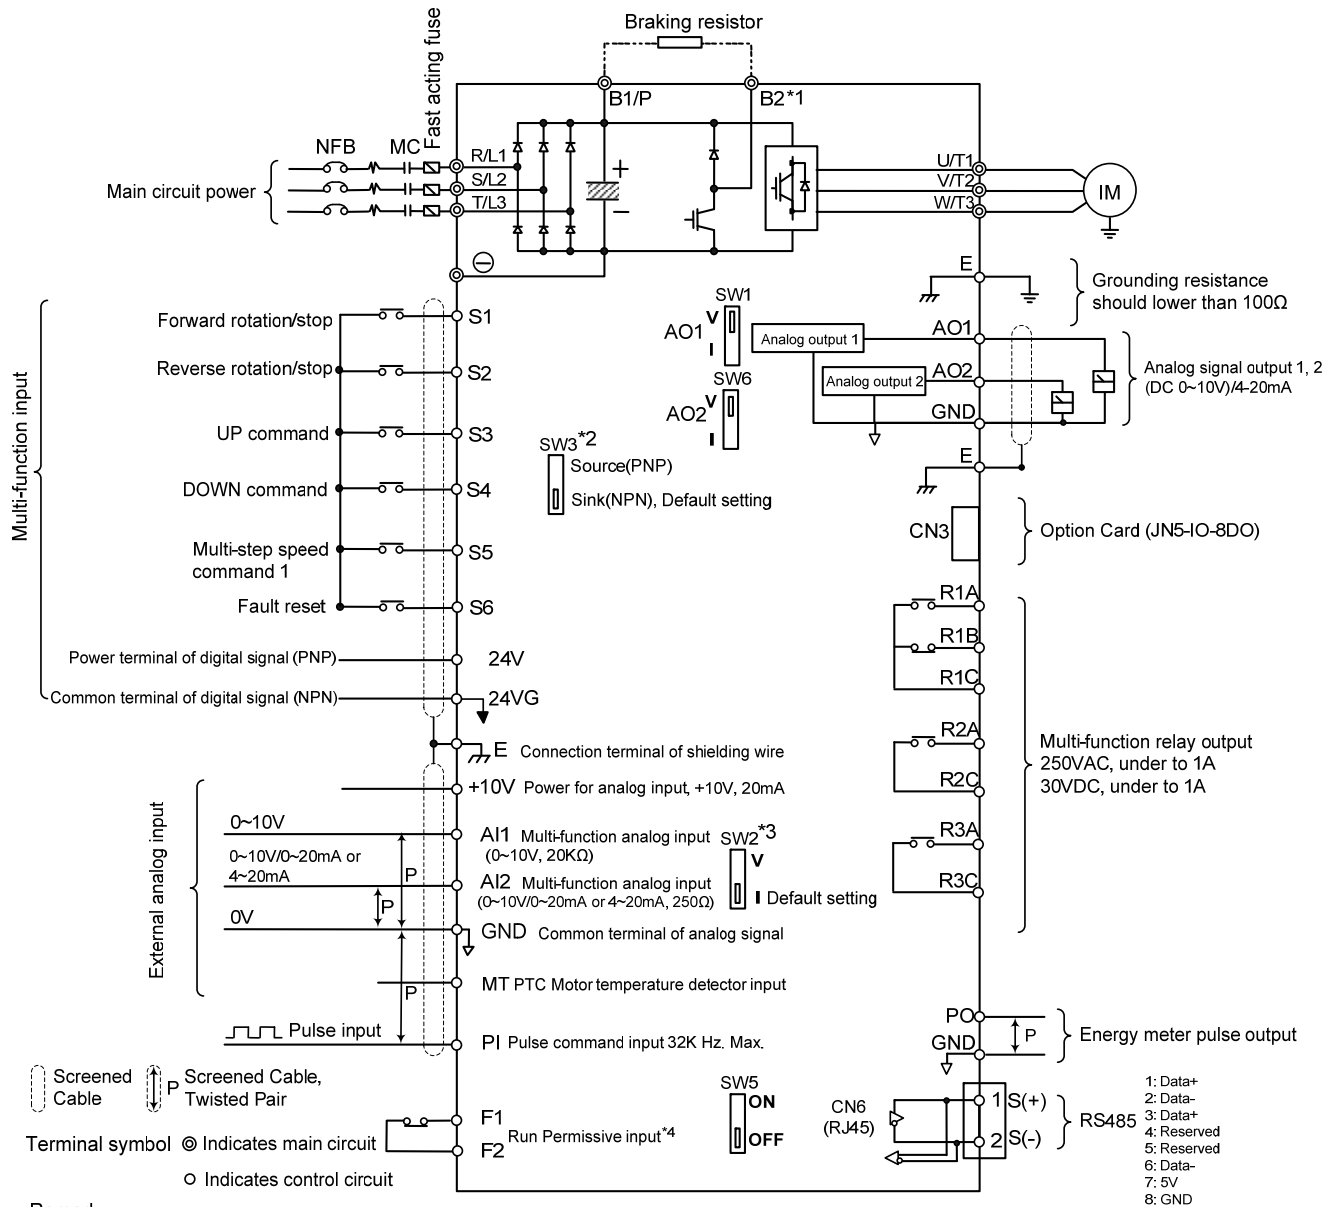 Braking resistor
Fast acting fuse
B1/P
B2*1
NFB
MC
R/L1
S/L2
T/L3
Main circuit power
+
−
U/T1
V/T2
W/T3
IM
⊖
E
Grounding resistance
should lower than 100Ω
Multi-function input
Forward rotation/stop
S1
Reverse rotation/stop
S2
UP command
S3
DOWN command
S4
Multi-step speed
command 1
S5
Fault reset
S6
Power terminal of digital signal (PNP)
24V
Common terminal of digital signal (NPN)
24VG
E Connection terminal of shielding wire
SW1
AO1
V
I
SW6
AO2
V
I
SW3*2
Source(PNP)
Sink(NPN), Default setting
Analog output 1
AO1
Analog output 2
AO2
GND
Analog signal output 1, 2
(DC 0~10V)/4-20mA
E
CN3
Option Card (JN5-IO-8DO)
R1A
R1B
R1C
R2A
R2C
R3A
R3C
Multi-function relay output
250VAC, under to 1A
30VDC, under to 1A
External analog input
+10V Power for analog input, +10V, 20mA
0~10V
AI1 Multi-function analog input
(0~10V, 20KΩ)
0~10V/0~20mA or
4~20mA
P
AI2 Multi-function analog input
(0~10V/0~20mA or 4~20mA, 250Ω)
P
0V
GND Common terminal of analog signal
SW2*3
V
I Default setting
MT PTC Motor temperature detector input
P
Pulse input
PI Pulse command input 32K Hz. Max.
PO
GND
P
Energy meter pulse output
Screened
Cable
P
Screened Cable,
Twisted Pair
Terminal symbol
Indicates main circuit
Indicates control circuit
F1
F2
Run Permissive input*4
SW5
ON
OFF
CN6
(RJ45)
1
S(+)
2
S(-)
RS485
1: Data+
2: Data-
3: Data+
4: Reserved
5: Reserved
6: Data-
7: 5V
8: GND